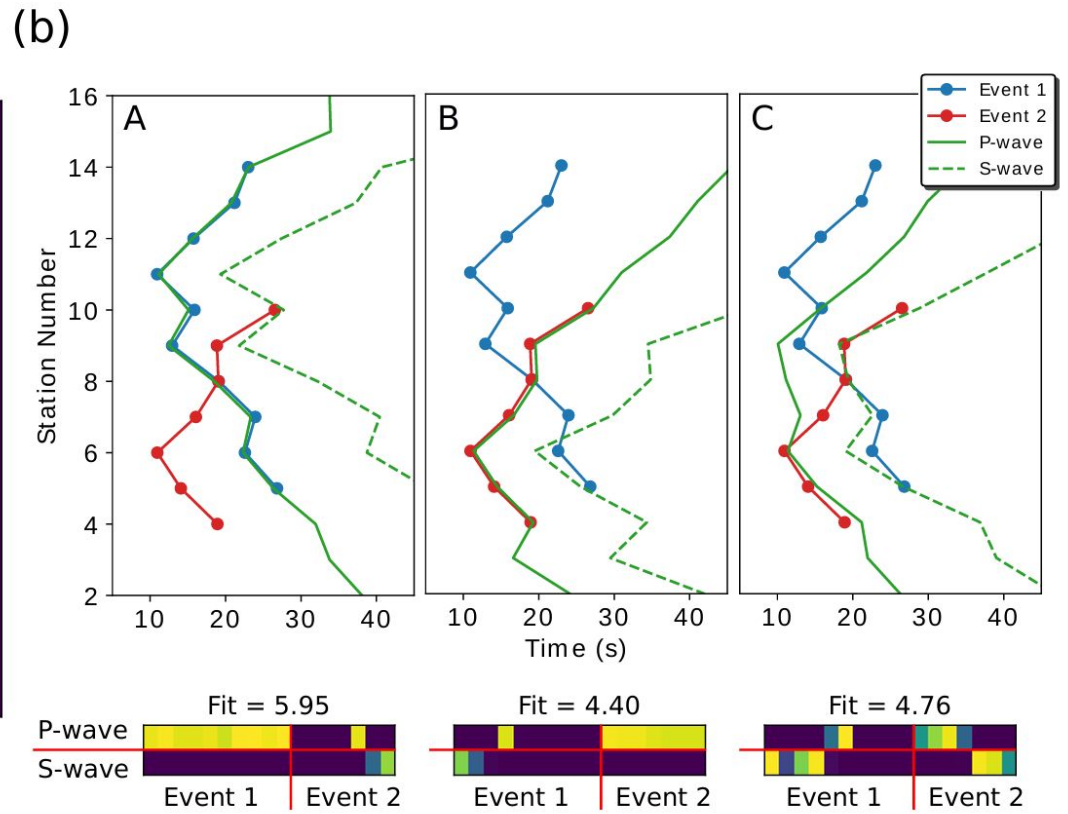 (b)
A
B
C
Event 1
Event 2
P-wave
S-wave
Station Number
16
14
12
10
8
6
4
2
10 20 30 40
10 20 30 40
10 20 30 40
Time (s)
Fit = 5.95
Fit = 4.40
Fit = 4.76
P-wave
S-wave
Event 1 Event 2
Event 1 Event 2
Event 1 Event 2